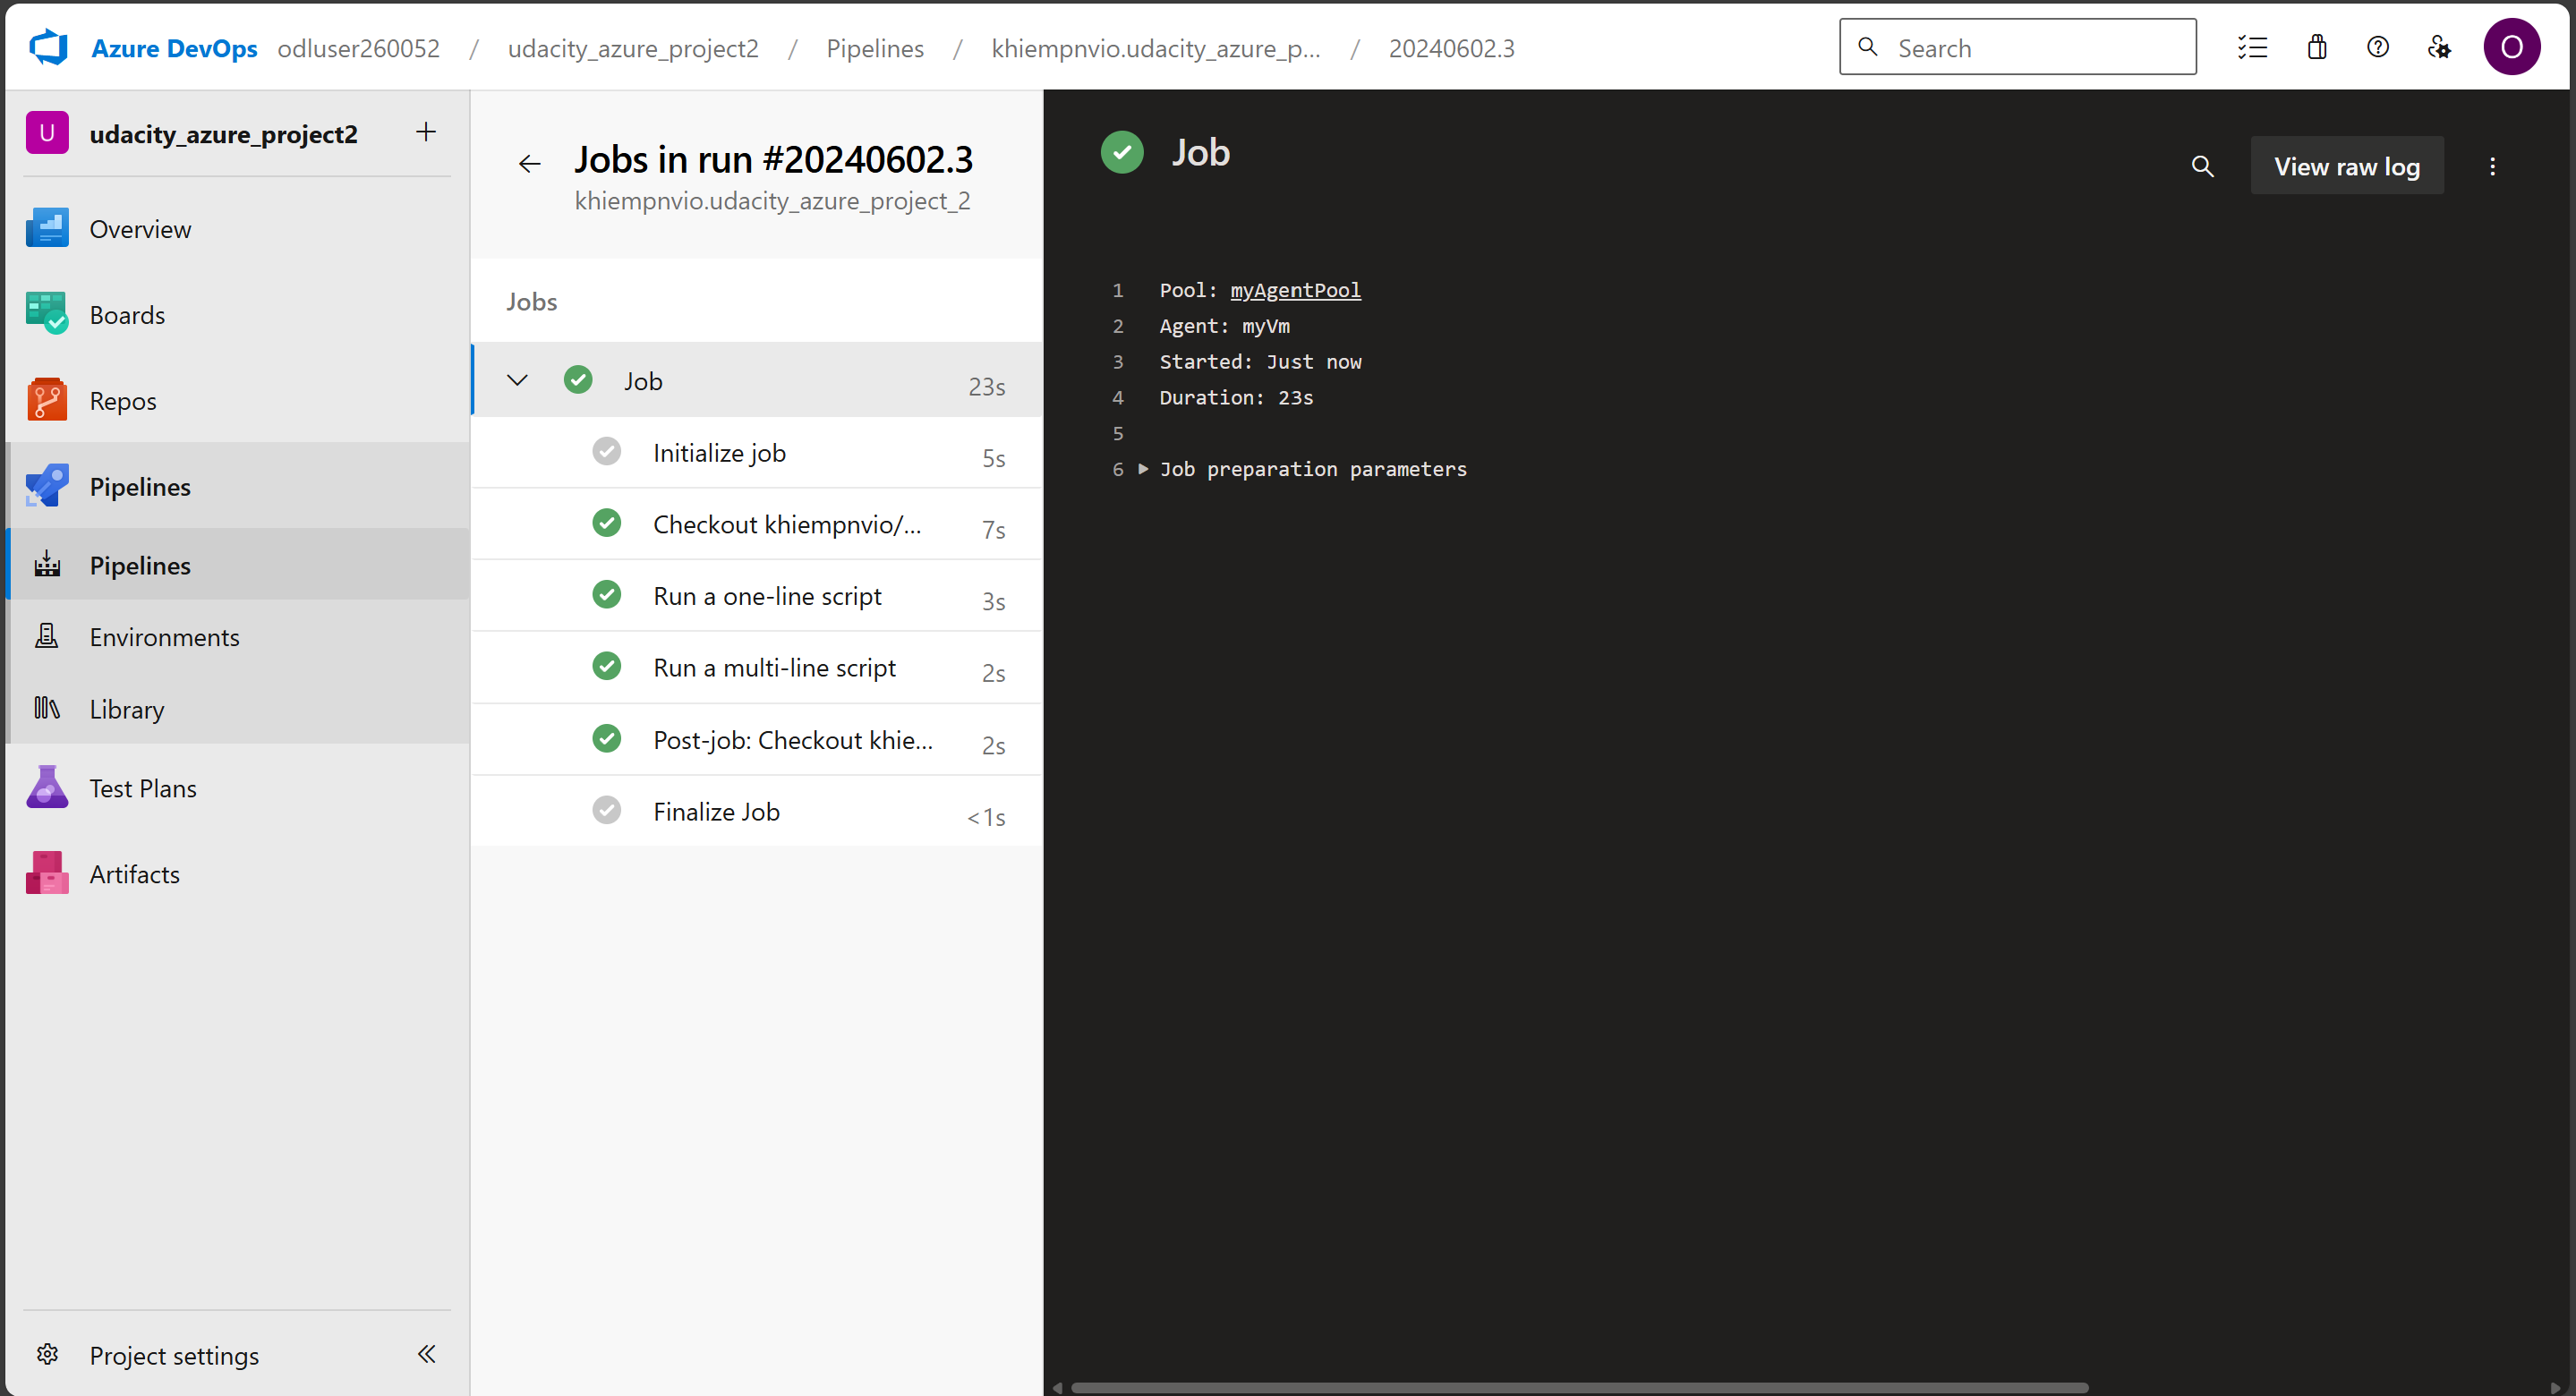 Azure DevOps odluser260052 / udacity_azure_project2 / Pipelines / khiempnvio.udacity_azure_p... / 20240602.3
Search
O
U udacity_azure_project2
Overview
Boards
Repos
Pipelines
Pipelines
Environments
Library
Test Plans
Artifacts
Project settings
Jobs in run #20240602.3
khiempnvio.udacity_azure_project_2
Jobs
Job 23s
Initialize job 5s
Checkout khiempnvio/... 7s
Run a one-line script 3s
Run a multi-line script 2s
Post-job: Checkout khie... 2s
Finalize Job <1s
Job
View raw log
1 Pool: myAgentPool
2 Agent: myVm
3 Started: Just now
4 Duration: 23s
5
6 Job preparation parameters